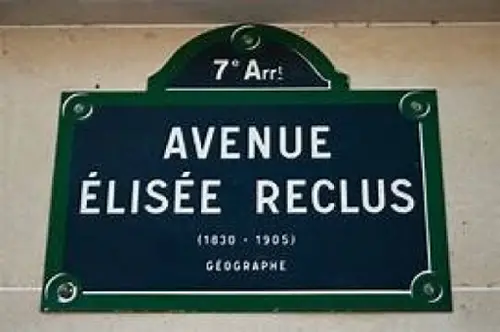 7e Arrt
AVENUE
ÉLISÉE RECLUS
(1830 - 1905)
GÉOGRAPHE